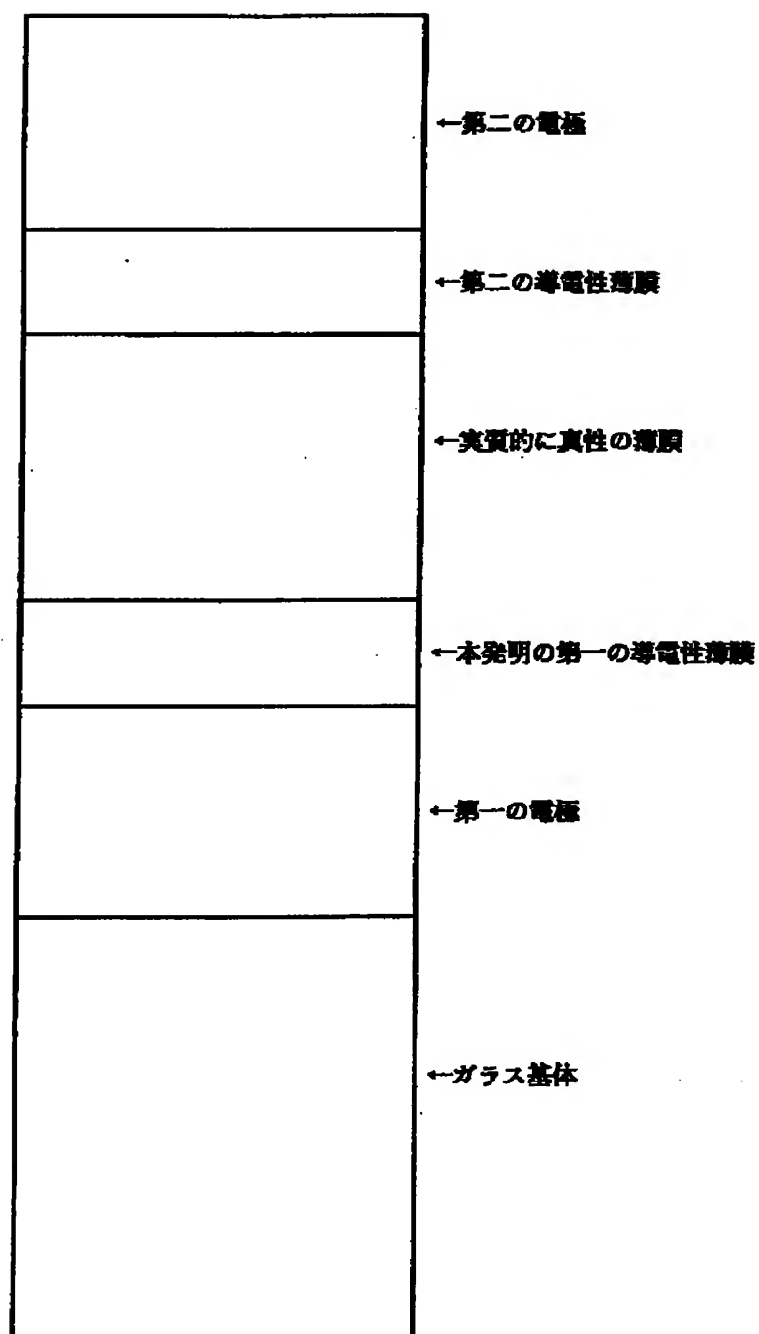 ←第二の電極
←第二の導電性薄膜
←実質的に真性の薄膜
←本発明の第一の導電性薄膜
←第一の電極
←ガラス基体